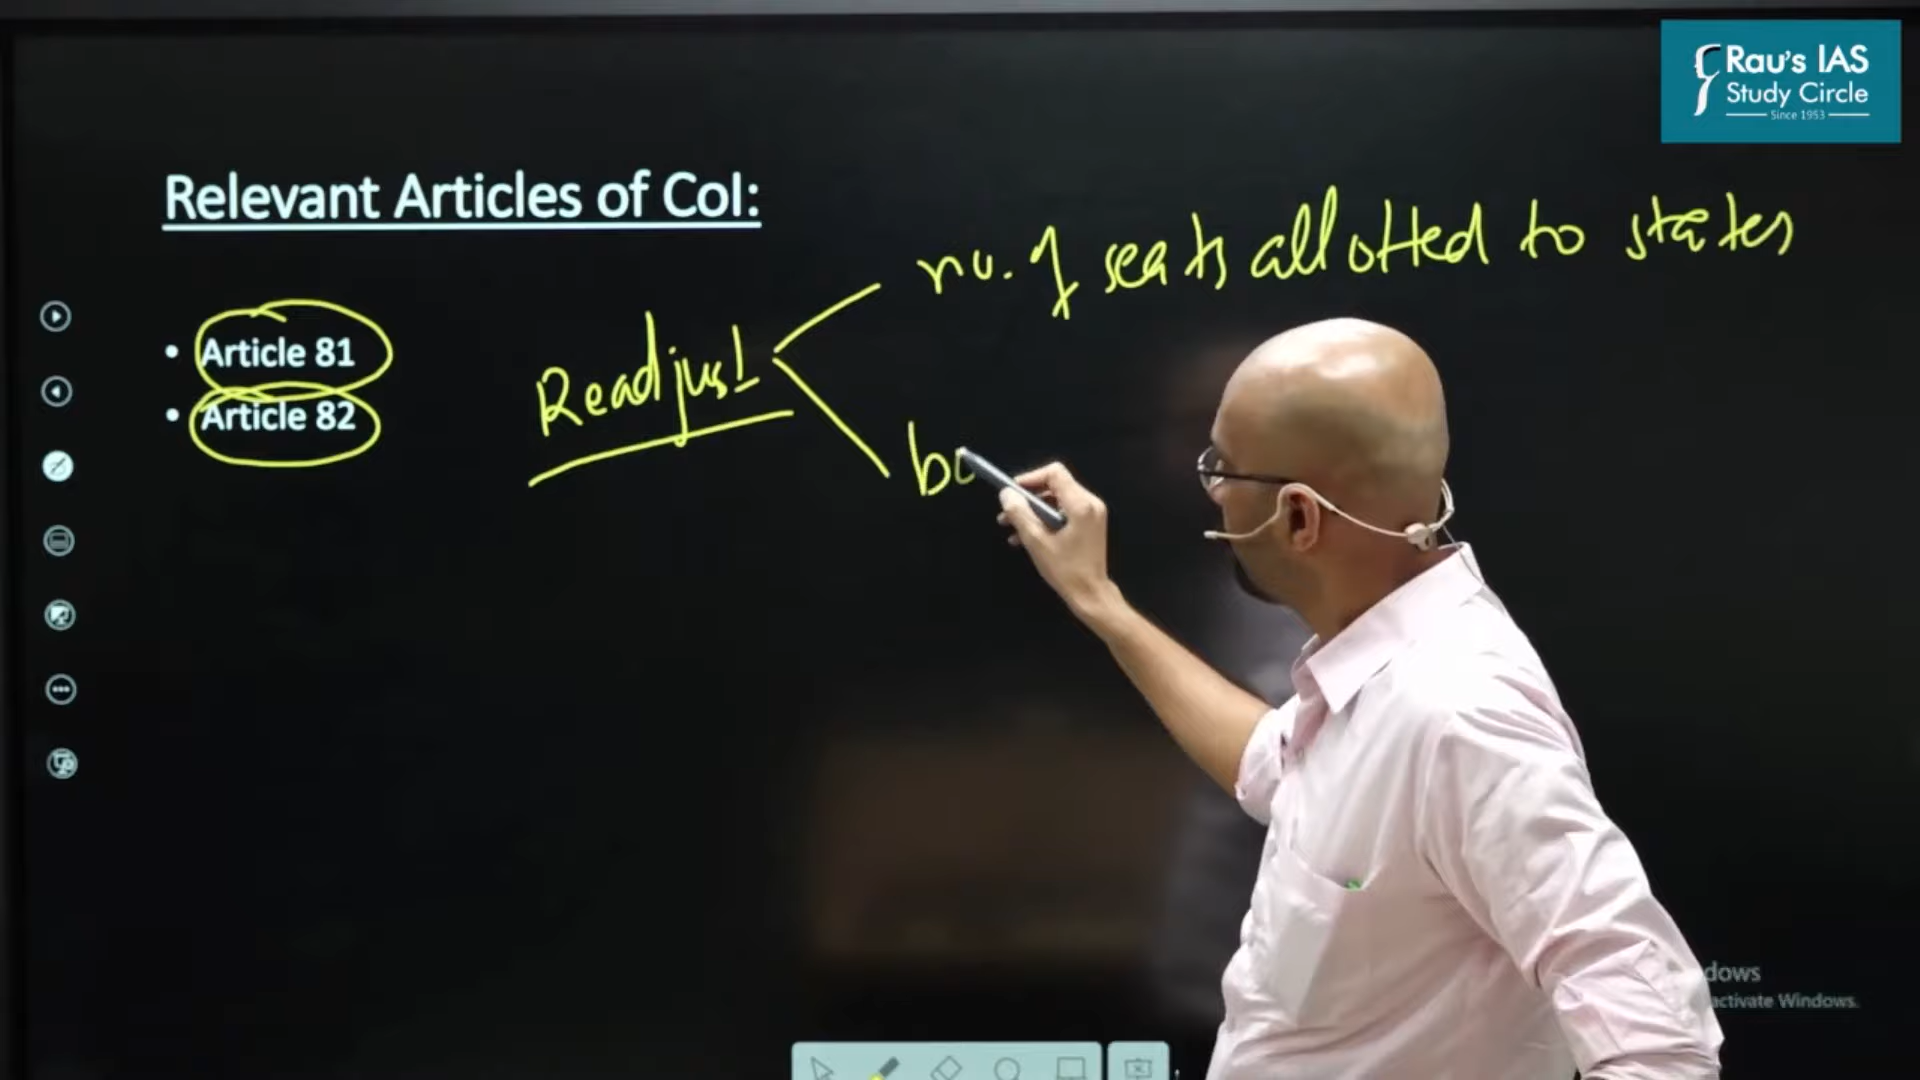 Rau's IAS
Study Circle
Since 1953
Relevant Articles of CoI:
no. of seats allotted to states
• Article 81
Readjust
• Article 82
bo
dows
activate Windows.